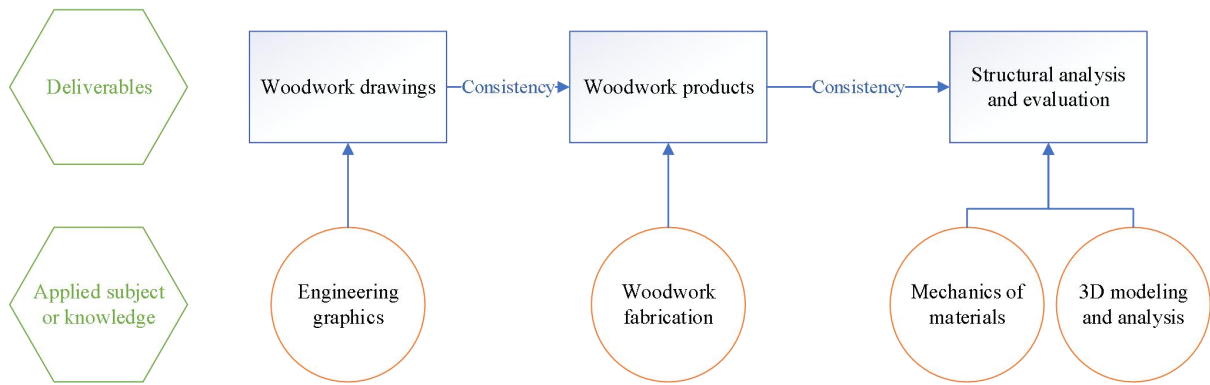 Deliverables
Woodwork drawings
Consistency
Woodwork products
Consistency
Structural analysis
and evaluation
Applied subject
or knowledge
Engineering
graphics
Woodwork
fabrication
Mechanics of
materials
3D modeling
and analysis